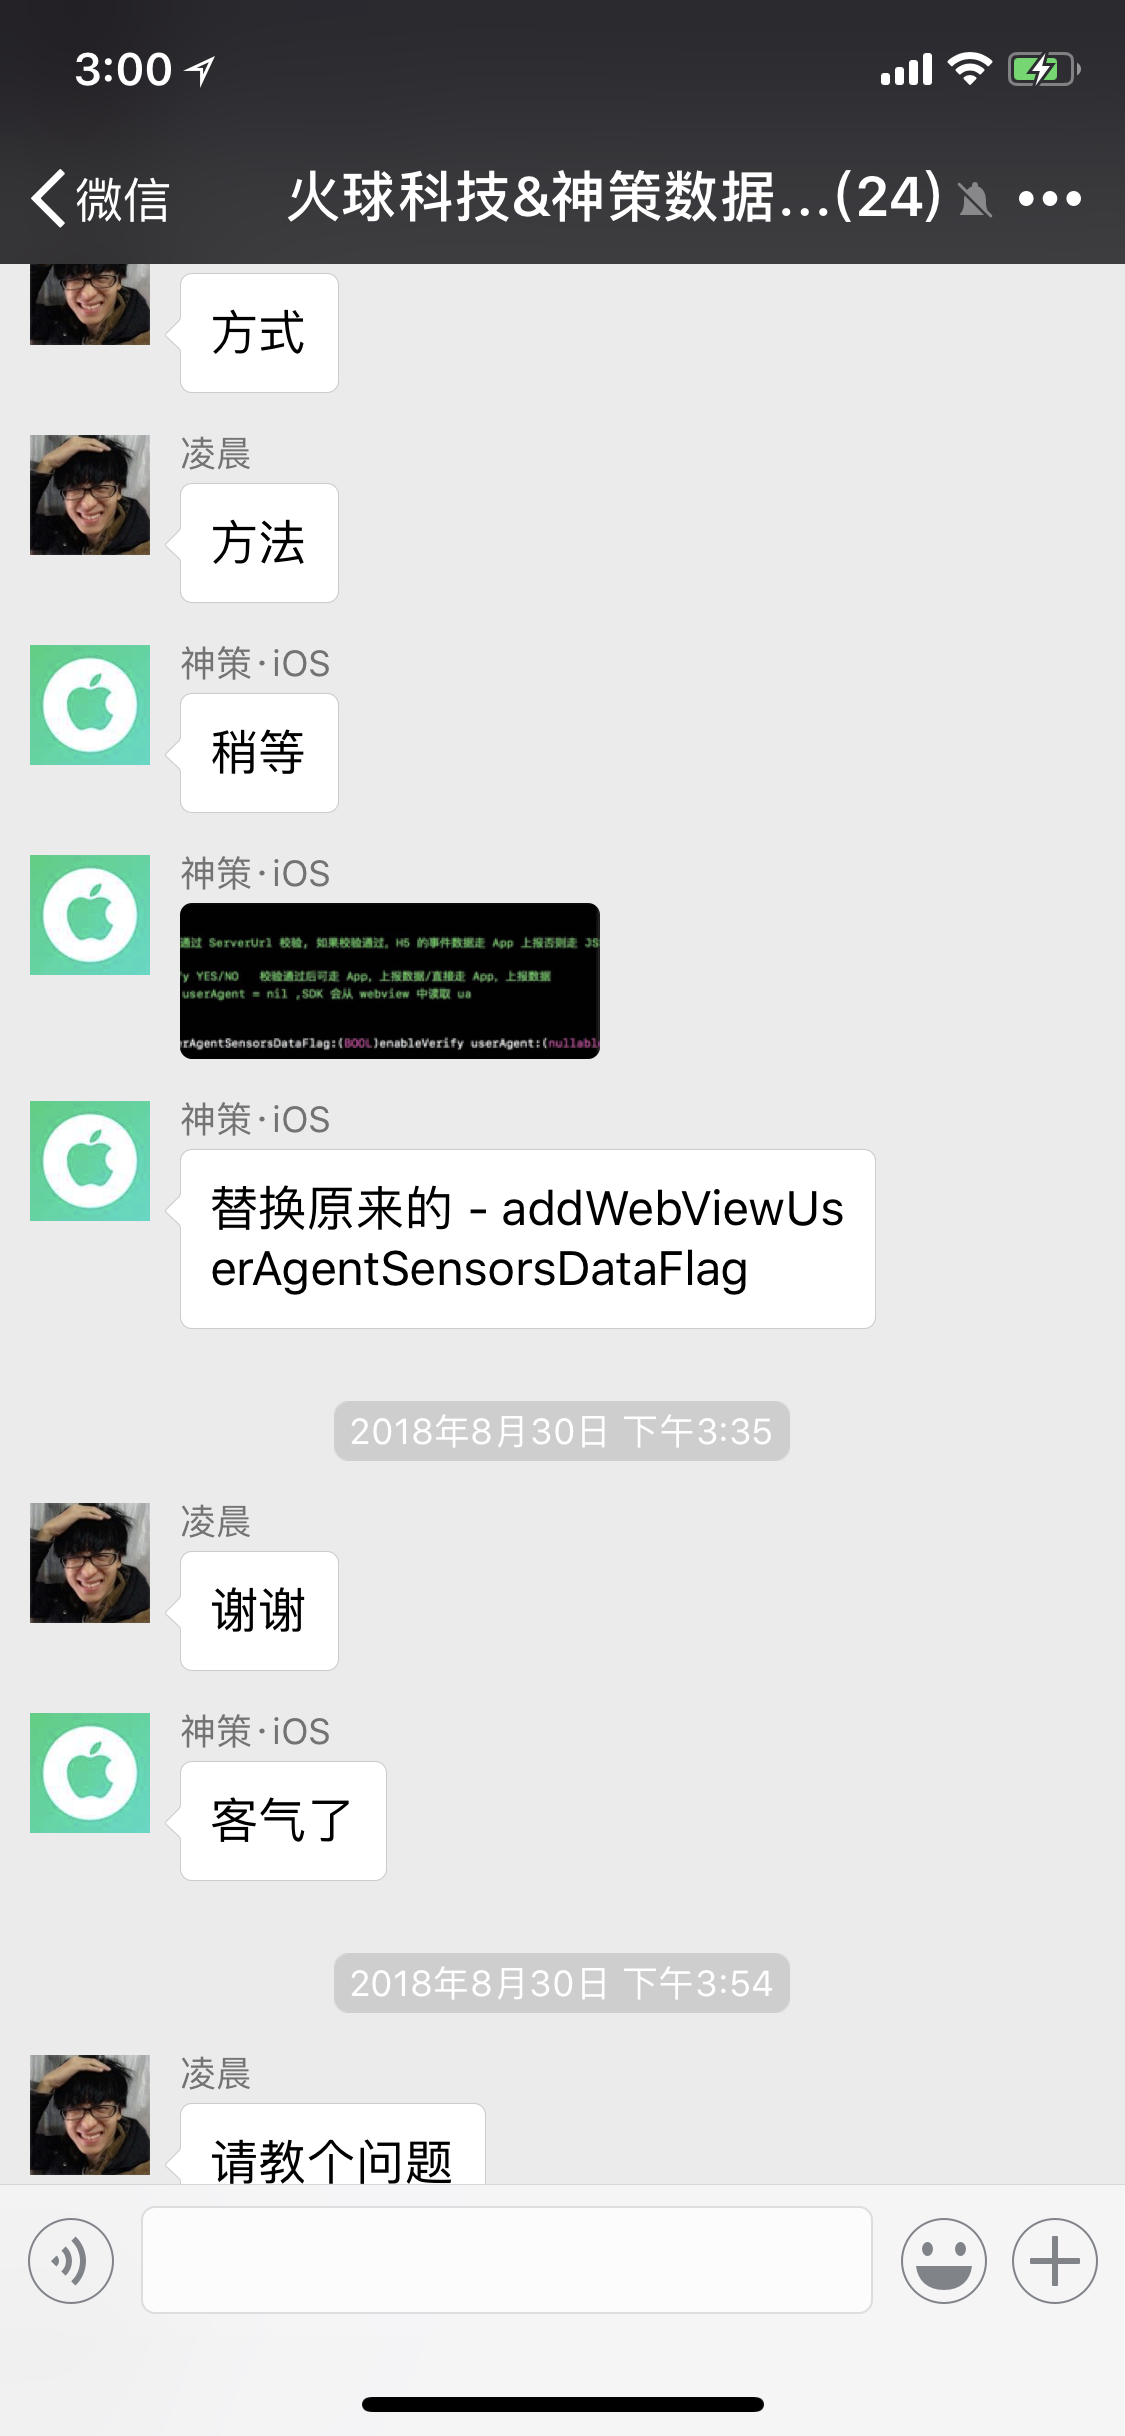 3:00
微信
火球科技&神策数据...(24)
方式
凌晨
方法
神策·iOS
稍等
神策·iOS
通过 ServerUrl 校验, 如果校验通过, H5 的事件数据走 App 上报否则走 JS
y YES/NO 校验通过后可走 App, 上报数据/直接走 App, 上报数据
userAgent = nil ,SDK 会从 webview 中读取 ua
rAgentSensorsDataFlag:(BOOL)enableVerify userAgent:(nullabl
神策·iOS
替换原来的 - addWebViewUs
erAgentSensorsDataFlag
2018年8月30日 下午3:35
凌晨
谢谢
神策·iOS
客气了
2018年8月30日 下午3:54
凌晨
请教个问题